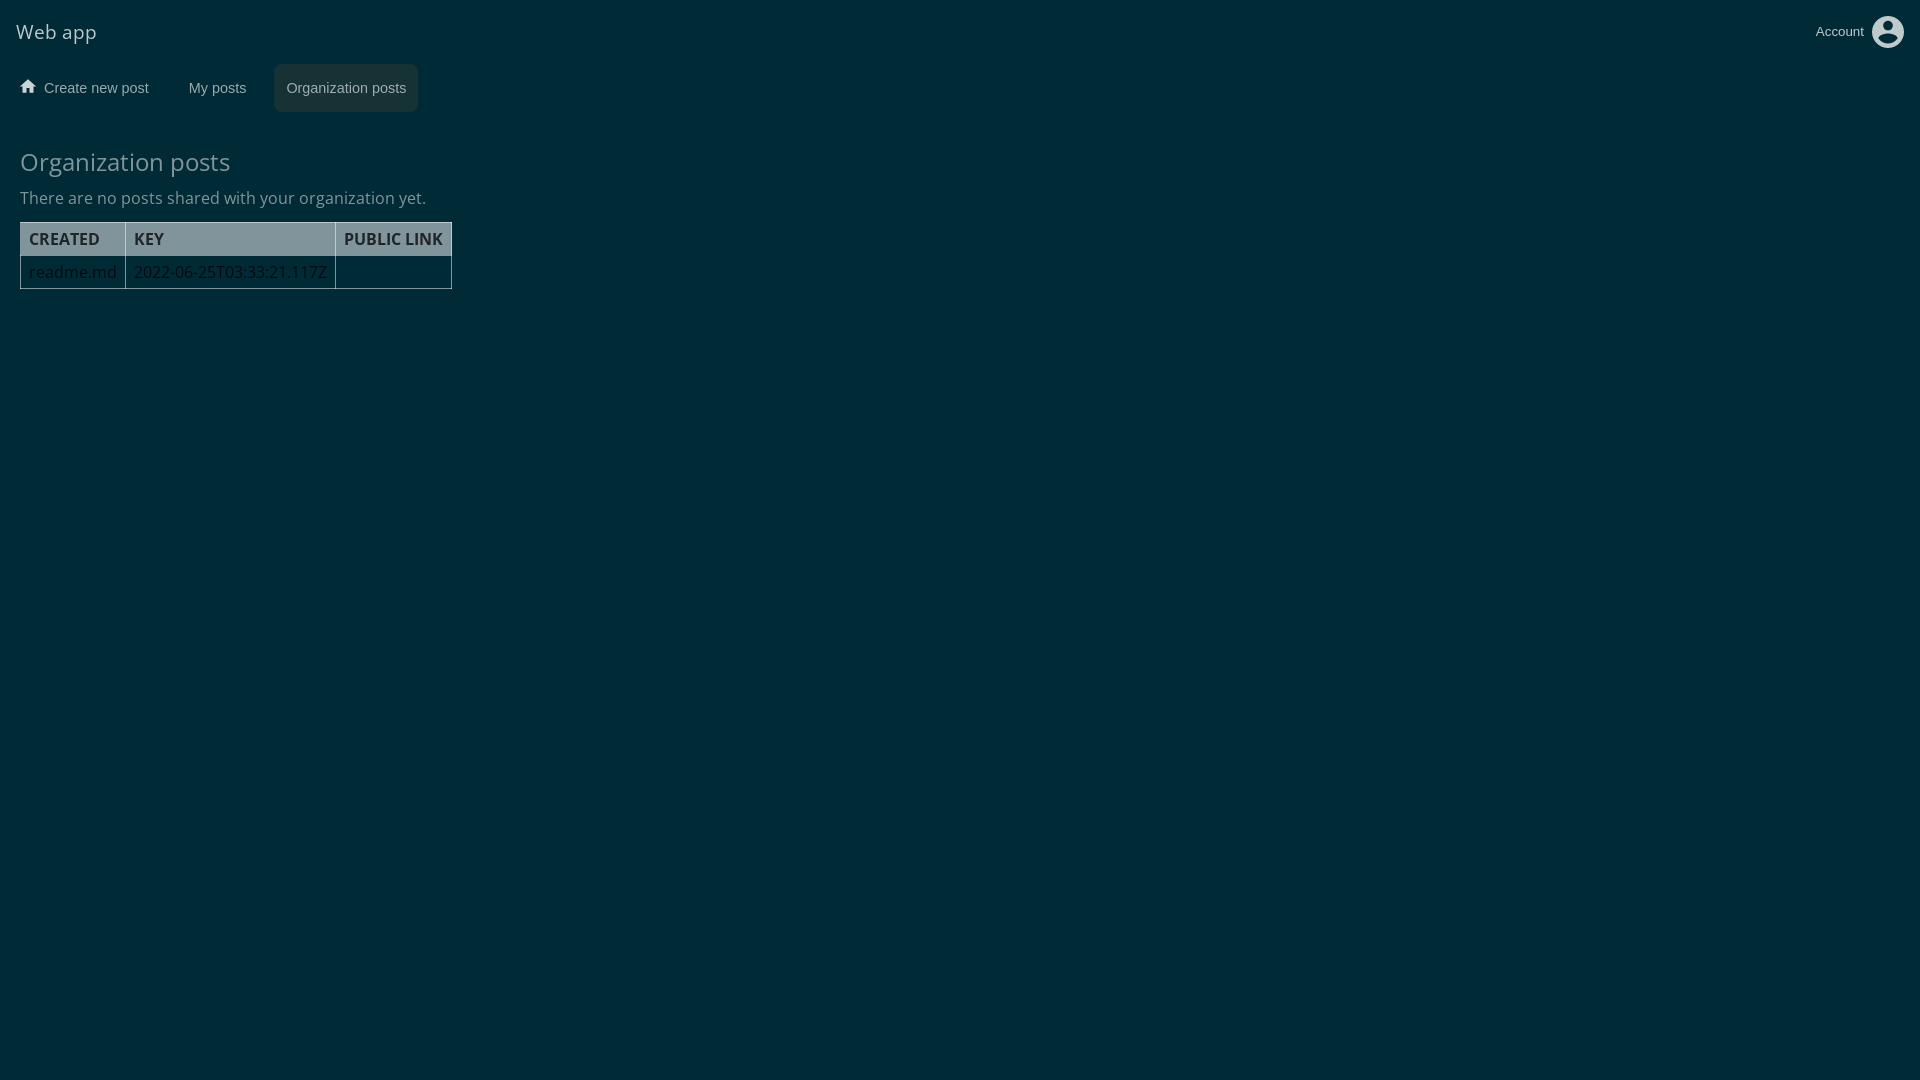 Web app
Account
Create new post
My posts
Organization posts
Organization posts
There are no posts shared with your organization yet.
CREATED KEY PUBLIC LINK
readme.md 2022-06-25T03:33:21.117Z